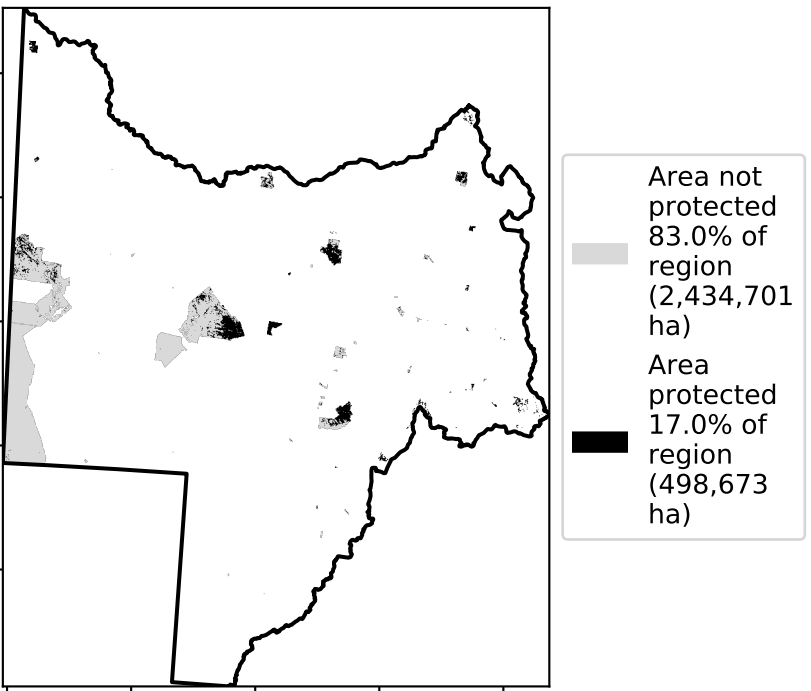 Area not
protected
83.0% of
region
(2,434,701
ha)
Area
protected
17.0% of
region
(498,673
ha)